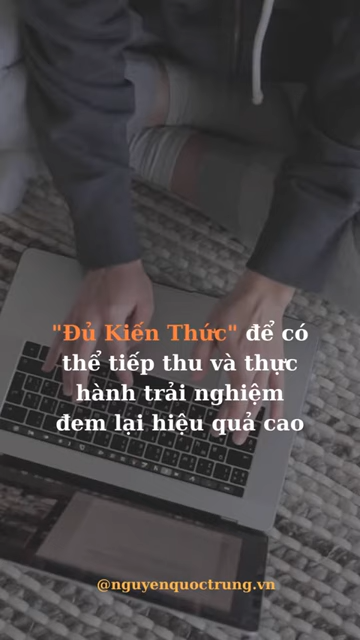 "Đủ Kiến Thức" để có
thể tiếp thu và thực
hành trải nghiệm
đem lại hiệu quả cao
@nguyenquoctrung.vn